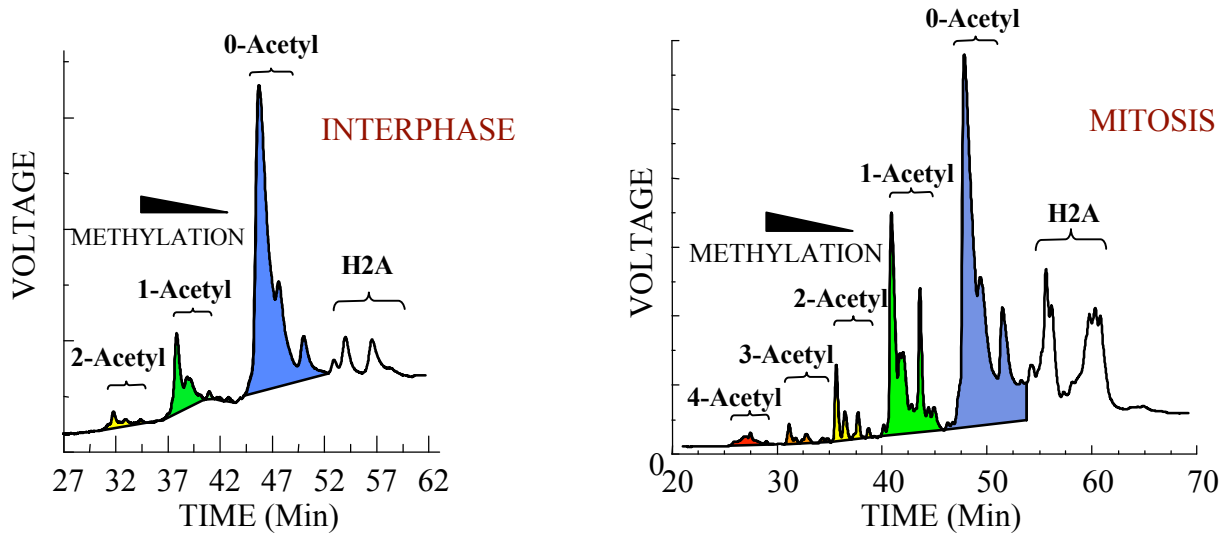 0-Acetyl
INTERPHASE
METHYLATION
1-Acetyl
H2A
2-Acetyl
VOLTAGE
27 32 37 42 47 52 57 62
TIME (Min)
0-Acetyl
MITOSIS
1-Acetyl
H2A
METHYLATION
2-Acetyl
3-Acetyl
4-Acetyl
VOLTAGE
0
20 30 40 50 60 70
TIME (Min)